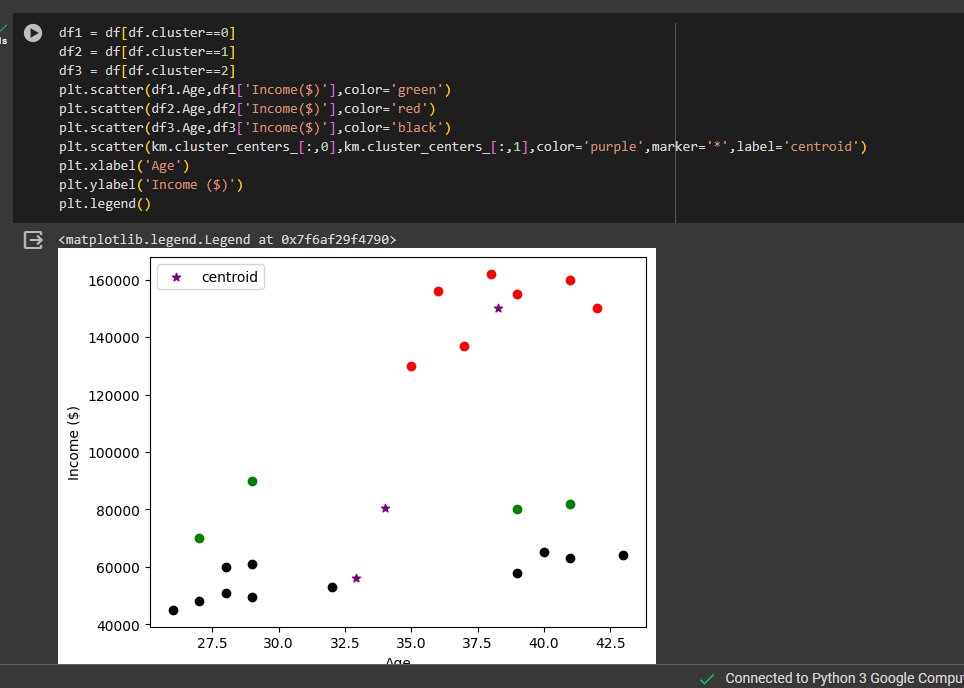 df1 = df[df.cluster==0]
df2 = df[df.cluster==1]
df3 = df[df.cluster==2]
plt.scatter(df1.Age,df1['Income($)'],color='green')
plt.scatter(df2.Age,df2['Income($)'],color='red')
plt.scatter(df3.Age,df3['Income($)'],color='black')
plt.scatter(km.cluster_centers_[:,0],km.cluster_centers_[:,1],color='purple',marker='*',label='centroid')
plt.xlabel('Age')
plt.ylabel('Income ($)')
plt.legend()
<matplotlib.legend.Legend at 0x7f6af29f4790>
centroid
160000
140000
120000
100000
80000
60000
40000
Income ($)
27.5 30.0 32.5 35.0 37.5 40.0 42.5
Age
Connected to Python 3 Google Compu